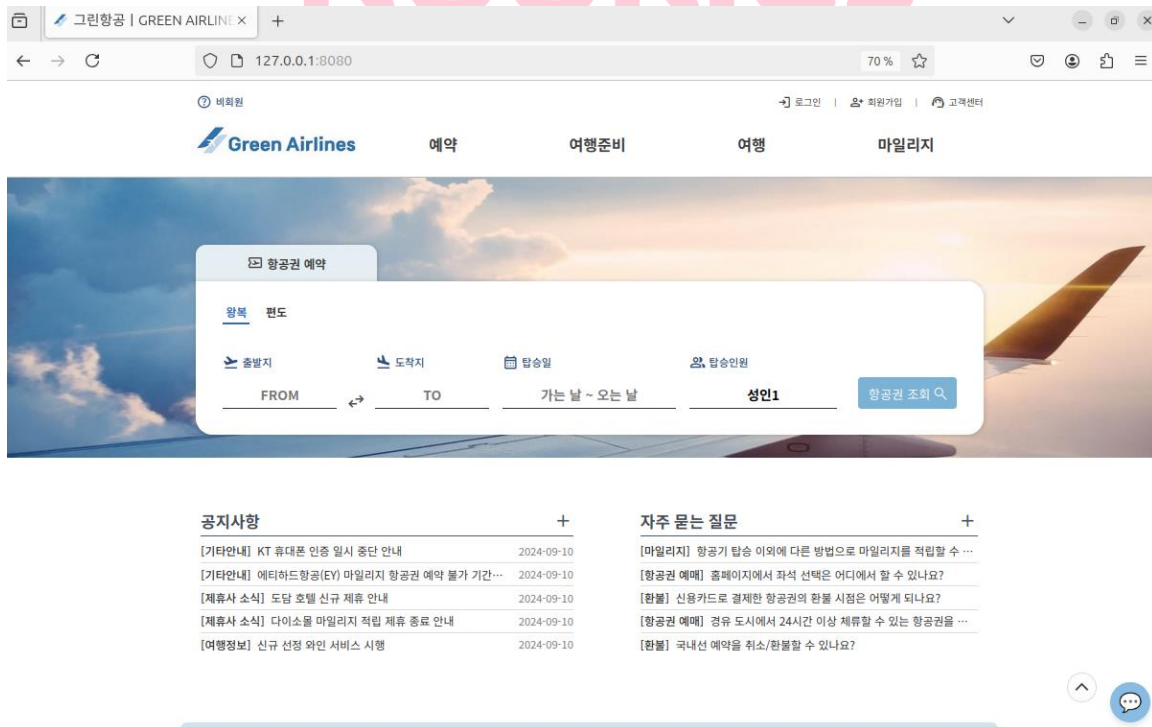 그린항공 | GREEN AIRLINE
127.0.0.1:8080
70 %
비회원
로그인 | 회원가입 | 고객센터
Green Airlines 예약 여행준비 여행 마일리지
항공권 예약
왕복 편도
출발지 도착지 탑승일 탑승인원
FROM TO 가는 날 ~ 오는 날 성인1 항공권 조회
공지사항
[기타안내] KT 휴대폰 인증 일시 중단 안내 2024-09-10
[기타안내] 에티하드항공(EY) 마일리지 항공권 예약 불가 기간… 2024-09-10
[제휴사 소식] 도담 호텔 신규 제휴 안내 2024-09-10
[제휴사 소식] 다이소몰 마일리지 적립 제휴 종료 안내 2024-09-10
[여행정보] 신규 선정 와인 서비스 시행 2024-09-10
자주 묻는 질문
[마일리지] 항공기 탑승 이외에 다른 방법으로 마일리지를 적립할 수 …
[항공권 예매] 홈페이지에서 좌석 선택은 어디에서 할 수 있나요?
[환불] 신용카드로 결제한 항공권의 환불 시점은 어떻게 되나요?
[항공권 예매] 경유 도시에서 24시간 이상 체류할 수 있는 항공권을 …
[환불] 국내선 예약을 취소/환불할 수 있나요?